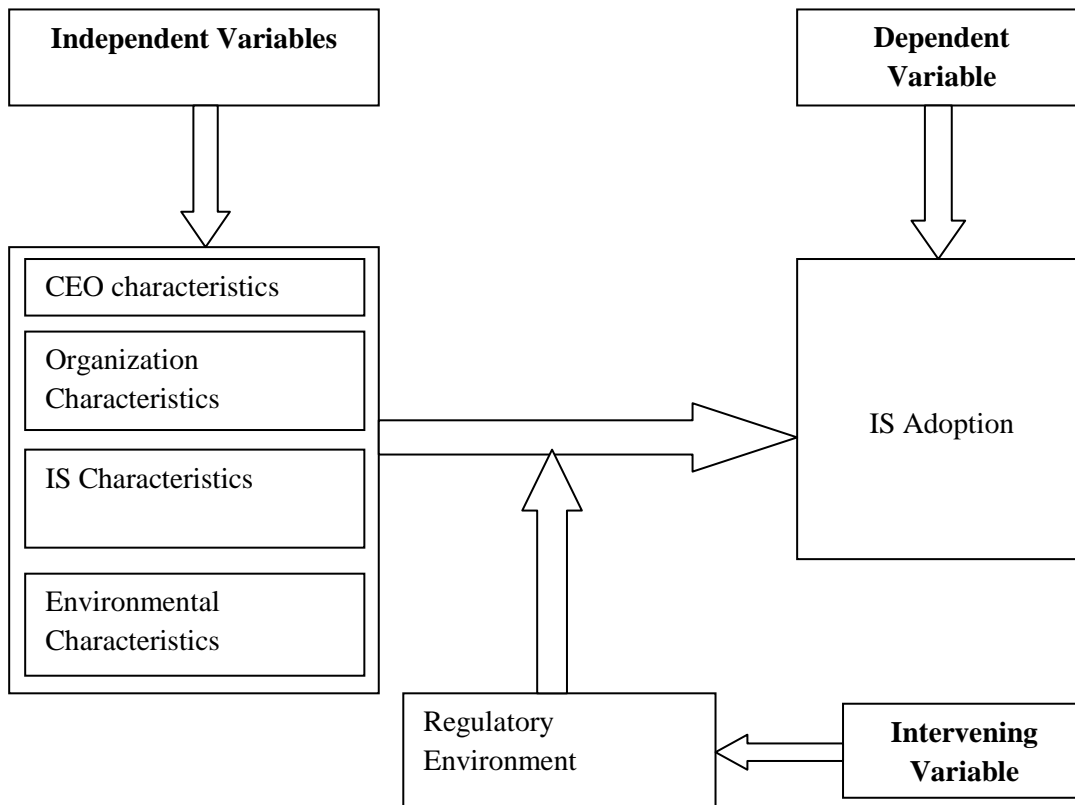 Independent Variables
Dependent
Variable
CEO characteristics
Organization
Characteristics
IS Characteristics
Environmental
Characteristics
IS Adoption
Regulatory
Environment
Intervening
Variable